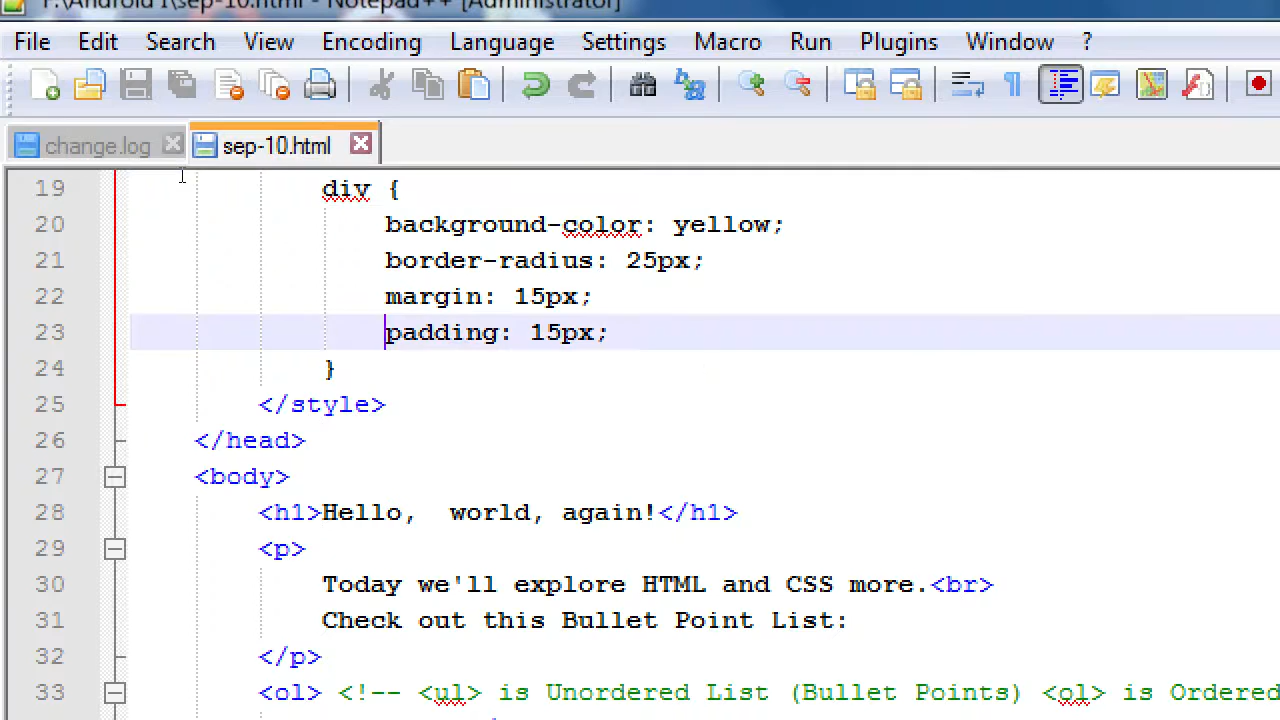 F:\Android I\sep-10.html - Notepad++ [Administrator]
File Edit Search View Encoding Language Settings Macro Run Plugins Window ?
change.log sep-10.html
19 div {
20 background-color: yellow;
21 border-radius: 25px;
22 margin: 15px;
23 padding: 15px;
24 }
25 </style>
26 </head>
27 <body>
28 <h1>Hello,  world, again!</h1>
29 <p>
30 Today we'll explore HTML and CSS more.<br>
31 Check out this Bullet Point List:
32 </p>
33 <ol> <!-- <ul> is Unordered List (Bullet Points) <ol> is Ordered